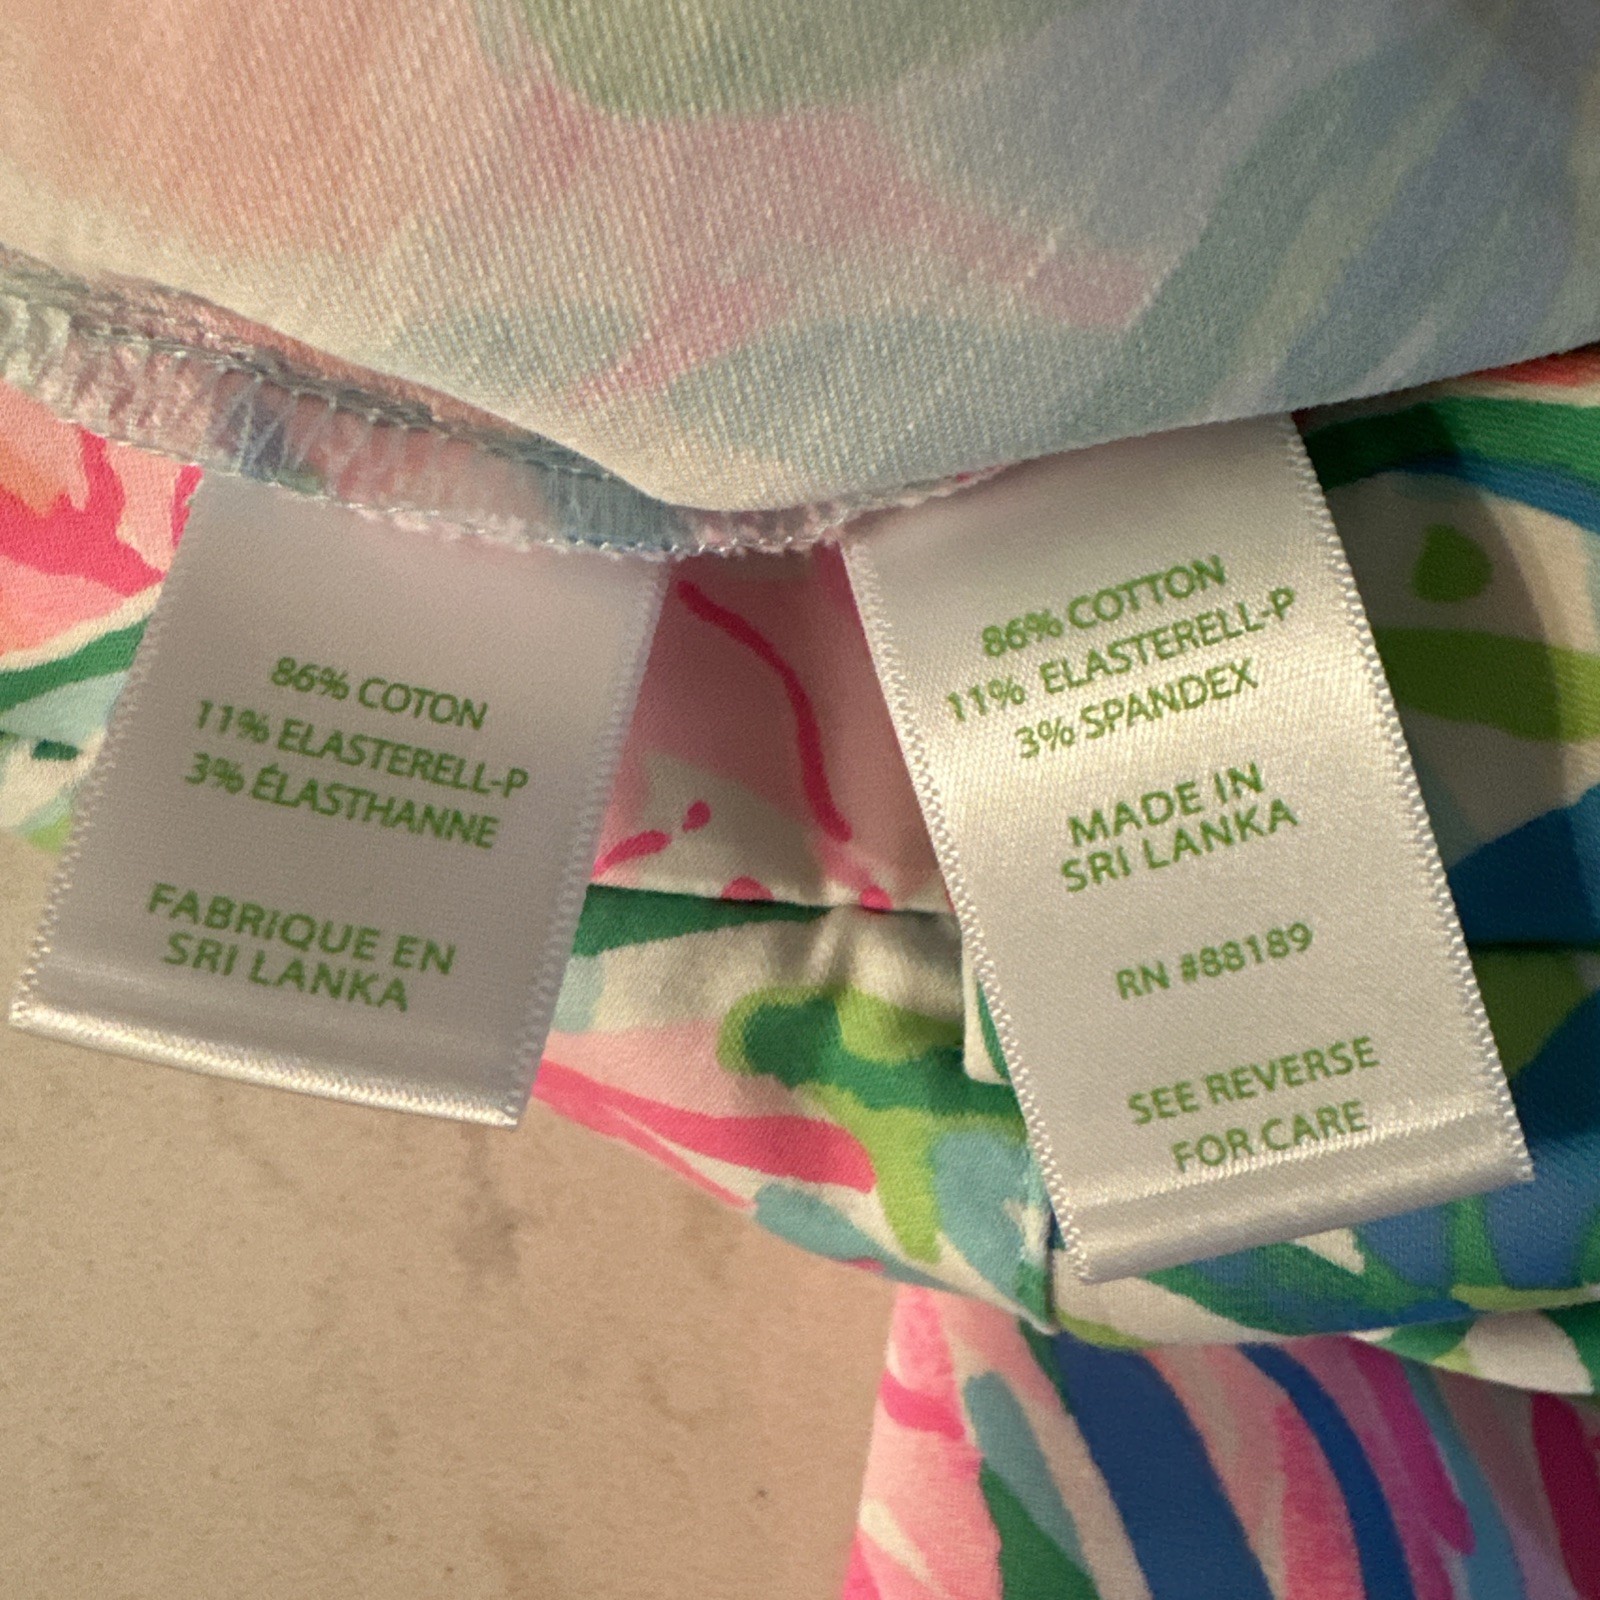 86% COTON
11% ELASTERELL-P
3% ÉLASTHANNE
FABRIQUE EN
SRI LANKA
86% COTTON
11% ELASTERELL-P
3% SPANDEX
MADE IN
SRI LANKA
RN #88189
SEE REVERSE
FOR CARE